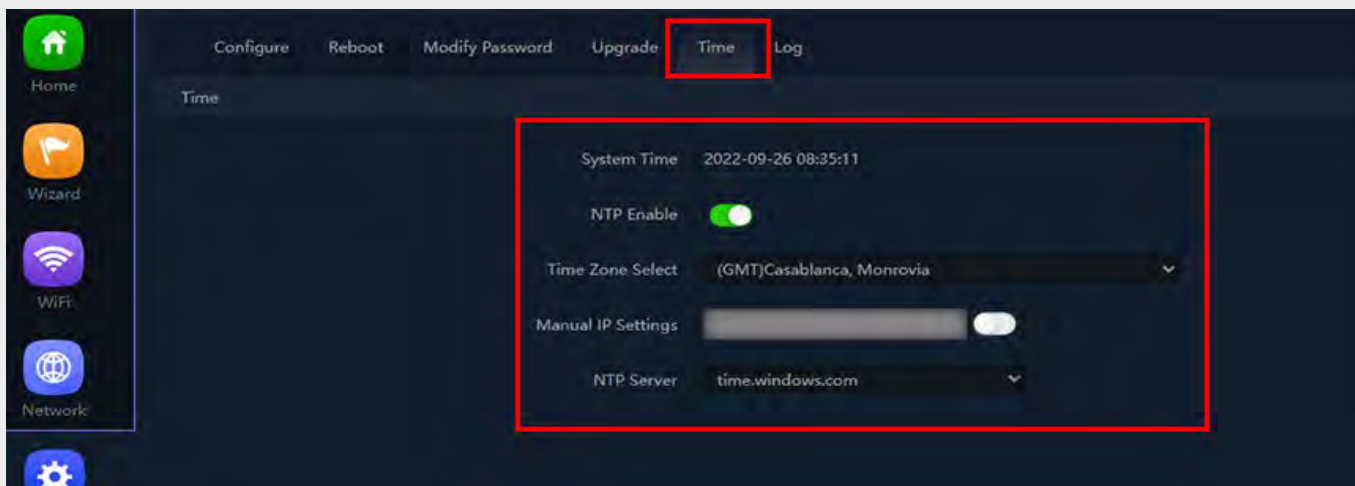 Configure Reboot Modify Password Upgrade Time Log
Home
Time
System Time 2022-09-26 08:35:11
Wizard
NTP Enable
Time Zone Select (GMT)Casablanca, Monrovia
WiFi
Manual IP Settings
NTP Server time.windows.com
Network